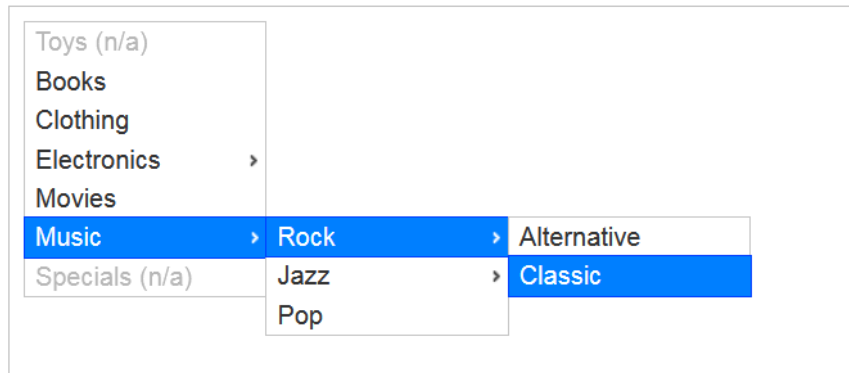 Toys (n/a)
Books
Clothing
Electronics
Movies
Music
Specials (n/a)
Rock
Jazz
Pop
Alternative
Classic